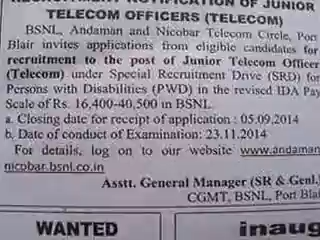 RECRUITMENT NOTIFICATION OF JUNIOR
TELECOM OFFICERS (TELECOM)
BSNL, Andaman and Nicobar Telecom Circle, Port
Blair invites applications from eligible candidates for
recruitment to the post of Junior Telecom Officer
(Telecom) under Special Recruitment Drive (SRD) for
Persons with Disabilities (PWD) in the revised IDA Pay
Scale of Rs. 16,400-40,500 in BSNL.
a. Closing date for receipt of application : 05.09.2014
b. Date of conduct of Examination: 23.11.2014
For details, log on to our website www.andaman
nicobar.bsnl.co.in
Asstt. General Manager (SR & Genl.)
CGMT, BSNL, Port Blair
WANTED
inaug